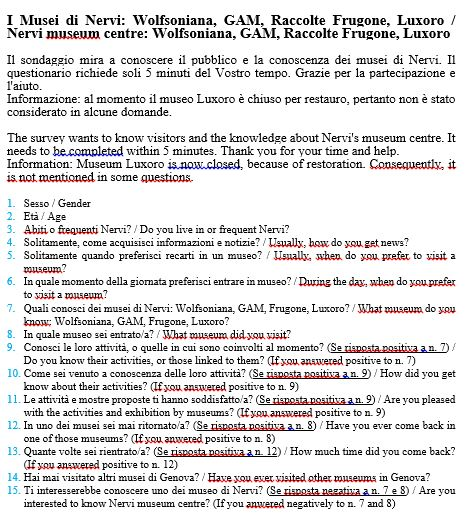 I Musei di Nervi: Wolfsoniana, GAM, Raccolte Frugone, Luxoro /
Nervi museum centre: Wolfsoniana, GAM, Raccolte Frugone, Luxoro
Il sondaggio mira a conoscere il pubblico e la conoscenza dei musei di Nervi. Il
questionario richiede soli 5 minuti del Vostro tempo. Grazie per la partecipazione e
l'aiuto.
Informazione: al momento il museo Luxoro è chiuso per restauro, pertanto non è stato
considerato in alcune domande.
The survey wants to know visitors and the knowledge about Nervi's museum centre. It
needs to be completed within 5 minutes. Thank you for your time and help.
Information: Museum Luxoro is now closed, because of restoration. Consequently, it
is not mentioned in some questions.
1. Sesso / Gender
2. Età / Age
3. Abiti o frequenti Nervi? / Do you live in or frequent Nervi?
4. Solitamente, come acquisisci informazioni e notizie? / Usually, how do you get news?
5. Solitamente quando preferisci recarti in un museo? / Usually, when do you prefer to visit a
museum?
6. In quale momento della giornata preferisci entrare in museo? / During the day, when do you prefer
to visit a museum?
7. Quali conosci dei musei di Nervi: Wolfsoniana, GAM, Frugone, Luxoro? / What museum do you
know: Wolfsoniana, GAM, Frugone, Luxoro?
8. In quale museo sei entrato/a? / What museum did you visit?
9. Conosci le loro attività, o quelle in cui sono coinvolti al momento? (Se risposta positiva a n. 7) /
Do you know their activities, or those linked to them? (If you answered positive to n. 7)
10. Come sei venuto a conoscenza delle loro attività? (Se risposta positiva a n. 9) / How did you get
know about their activities? (If you answered positive to n. 9)
11. Le attività e mostre proposte ti hanno soddisfatto/a? (Se risposta positiva a n. 9) / Are you pleased
with the activities and exhibition by museums? (If you answered positive to n. 9)
12. In uno dei musei sei mai ritornato/a? (Se risposta positiva a n. 8) / Have you ever come back in
one of those museums? (If you answered positive to n. 8)
13. Quante volte sei rientrato/a? (Se risposta positiva a n. 12) / How much time did you come back?
(If you answered positive to n. 12)
14. Hai mai visitato altri musei di Genova? / Have you ever visited other museums in Genova?
15. Ti interesserebbe conoscere uno dei museo di Nervi? (Se risposta negativa a n. 7 e 8) / Are you
interested to know Nervi museum centre? (If you answered negatively to n. 7 and 8)